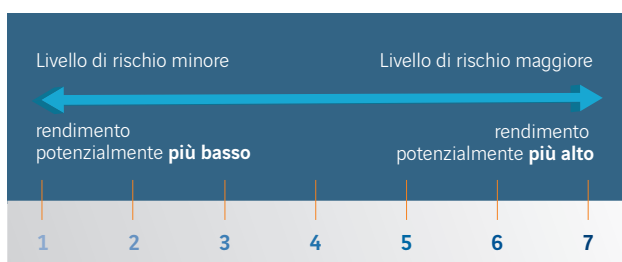 Livello di rischio minore
Livello di rischio maggiore
rendimento
potenzialmente più basso
rendimento
potenzialmente più alto
1 2 3 4 5 6 7